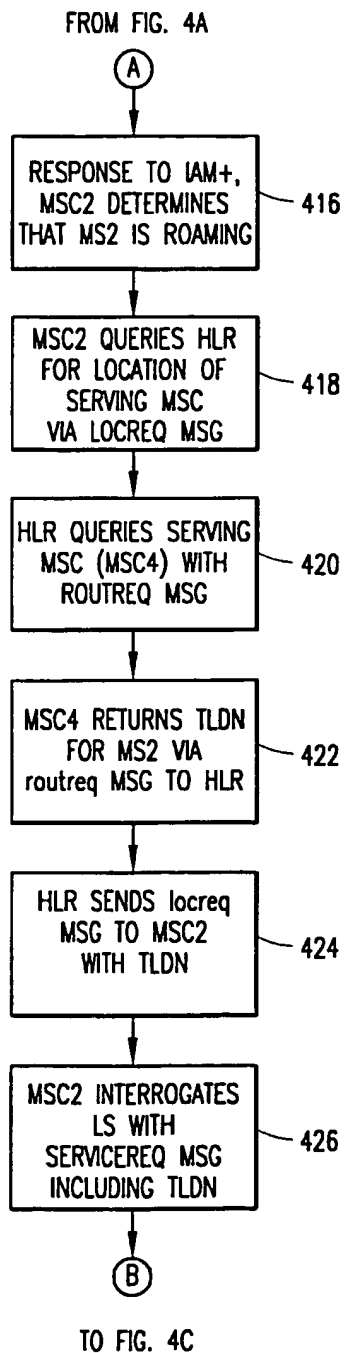 FROM FIG. 4A
A
RESPONSE TO IAM+,
MSC2 DETERMINES
THAT MS2 IS ROAMING
416
MSC2 QUERIES HLR
FOR LOCATION OF
SERVING MSC
VIA LOCREQ MSG
418
HLR QUERIES SERVING
MSC (MSC4) WITH
ROUTREQ MSG
420
MSC4 RETURNS TLDN
FOR MS2 VIA
routreq MSG TO HLR
422
HLR SENDS locreq
MSG TO MSC2
WITH TLDN
424
MSC2 INTERROGATES
LS WITH
SERVICEREQ MSG
INCLUDING TLDN
426
B
TO FIG. 4C